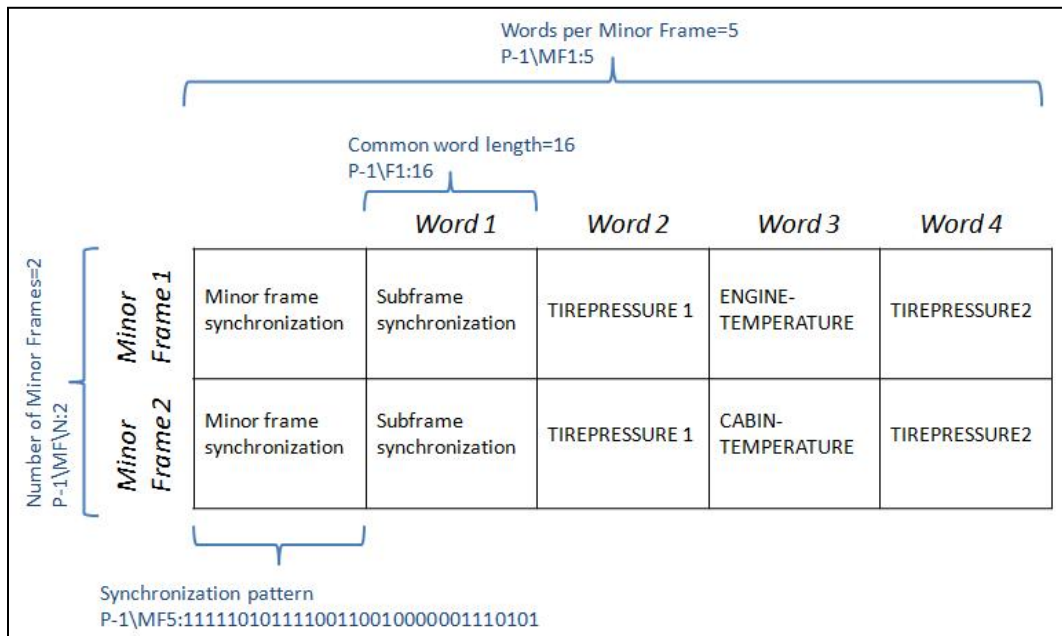 Words per Minor Frame=5
P-1\MF1:5
Common word length=16
P-1\F1:16
Word 1 Word 2 Word 3 Word 4
Number of Minor Frames=2
P-1\MF\N:2
Minor
Frame 1
Minor frame
synchronization
Subframe
synchronization
TIREPRESSURE 1
ENGINE-
TEMPERATURE
TIREPRESSURE2
Minor
Frame 2
Minor frame
synchronization
Subframe
synchronization
TIREPRESSURE 1
CABIN-
TEMPERATURE
TIREPRESSURE2
Synchronization pattern
P-1\MF5:111110101111001100100000001110101